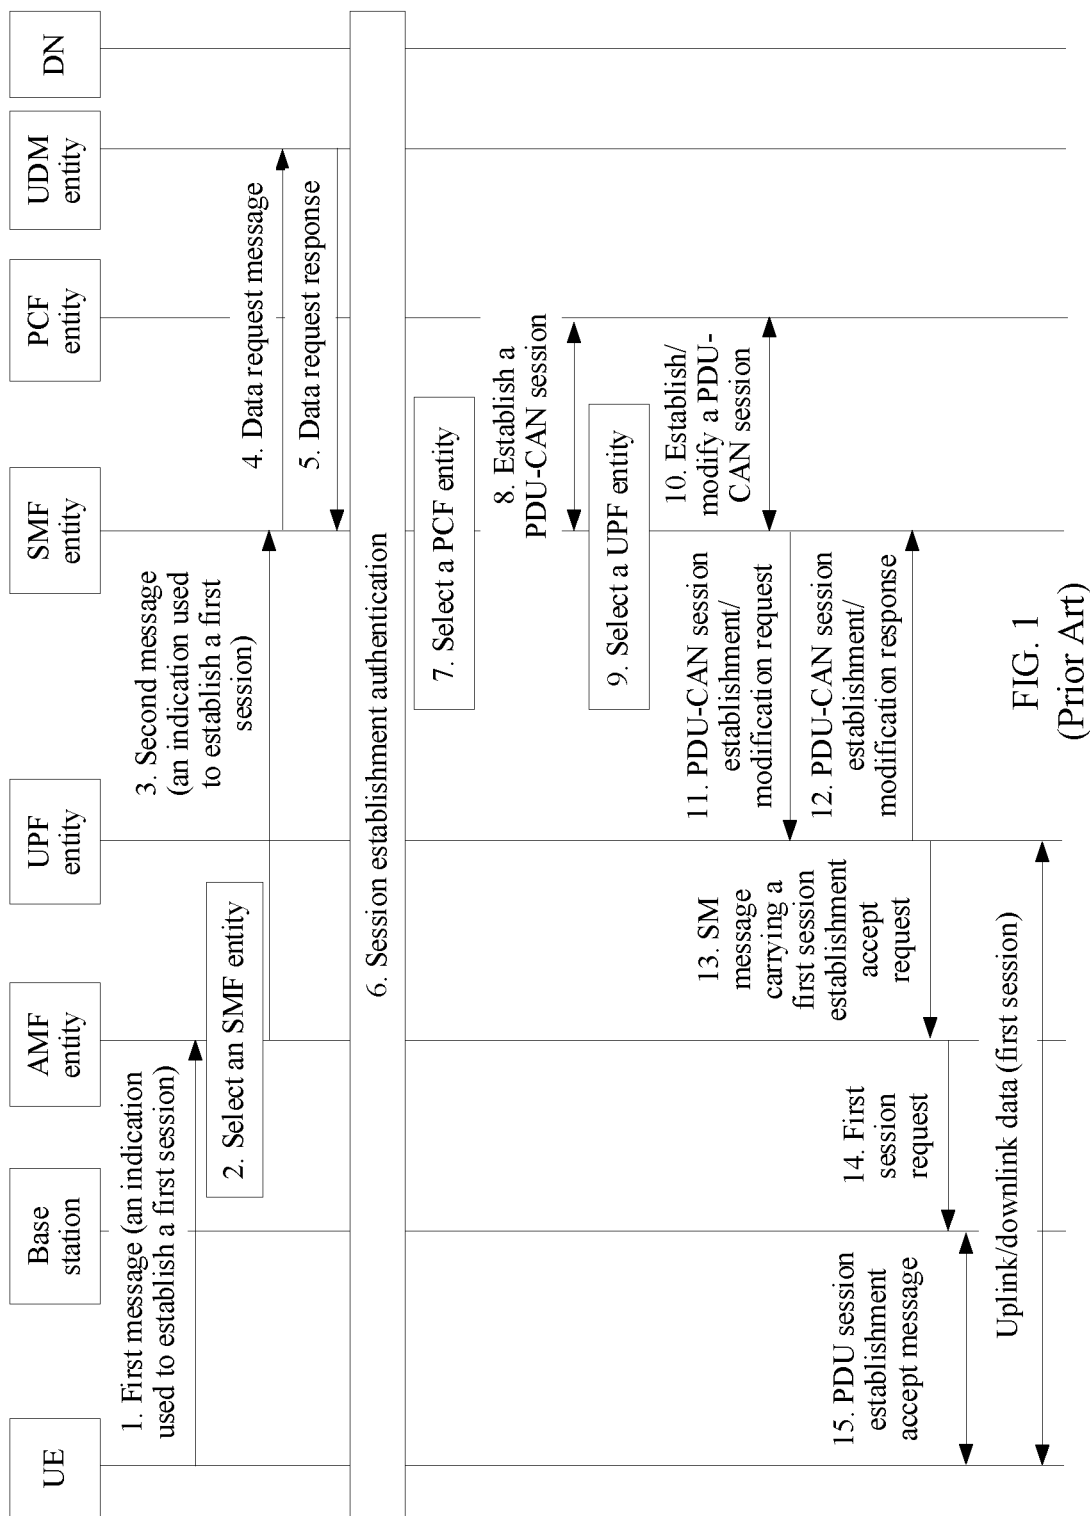 UE
Base
station
AMF
entity
UPF
entity
SMF
entity
PCF
entity
UDM
entity
DN
1. First message (an indication
used to establish a first session)
2. Select an SMF entity
3. Second message
(an indication used
to establish a first
session)
4. Data request message
5. Data request response
6. Session establishment authentication
7. Select a PCF entity
8. Establish a
PDU-CAN session
9. Select a UPF entity
10. Establish/
modify a PDU-
CAN session
11. PDU-CAN session
establishment/
modification request
12. PDU-CAN session
establishment/
modification response
13. SM
message
carrying a
first session
establishment
accept
request
14. First
session
request
15. PDU session
establishment
accept message
Uplink/downlink data (first session)
FIG. 1
(Prior Art)